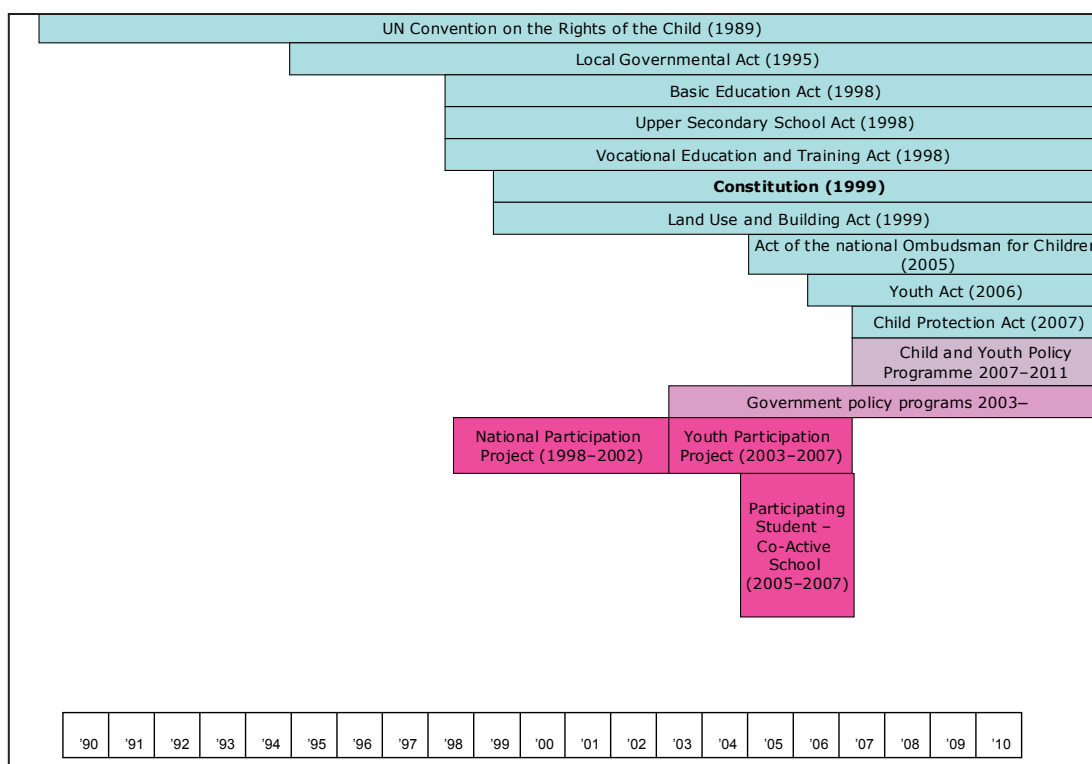 UN Convention on the Rights of the Child (1989)
Local Governmental Act (1995)
Basic Education Act (1998)
Upper Secondary School Act (1998)
Vocational Education and Training Act (1998)
Constitution (1999)
Land Use and Building Act (1999)
Act of the national Ombudsman for Children
(2005)
Youth Act (2006)
Child Protection Act (2007)
Child and Youth Policy
Programme 2007–2011
Government policy programs 2003–
National Participation
Project (1998–2002)
Youth Participation
Project (2003–2007)
Participating
Student –
Co-Active
School
(2005–2007)
'90 '91 '92 '93 '94 '95 '96 '97 '98 '99 '00 '01 '02 '03 '04 '05 '06 '07 '08 '09 '10